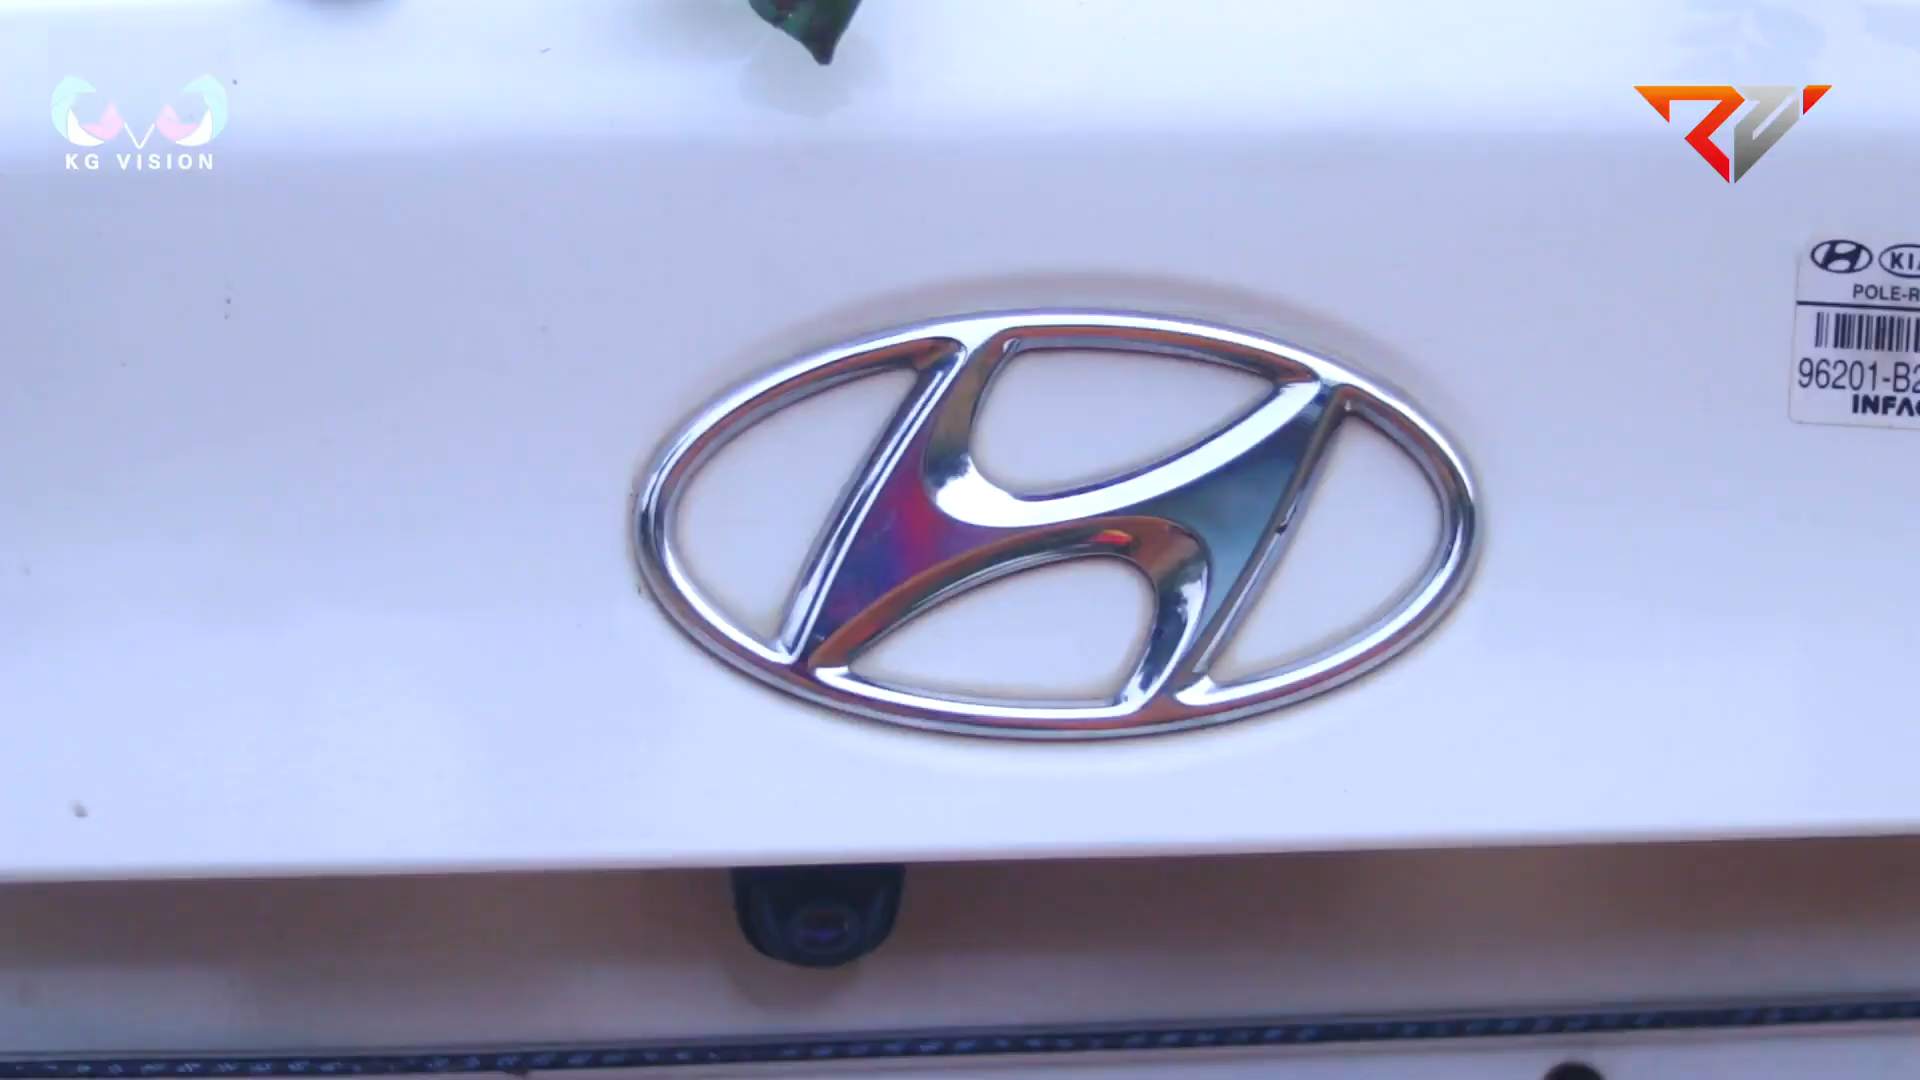 KG VISION
KIA
POLE-R
96201-B2
INFAC